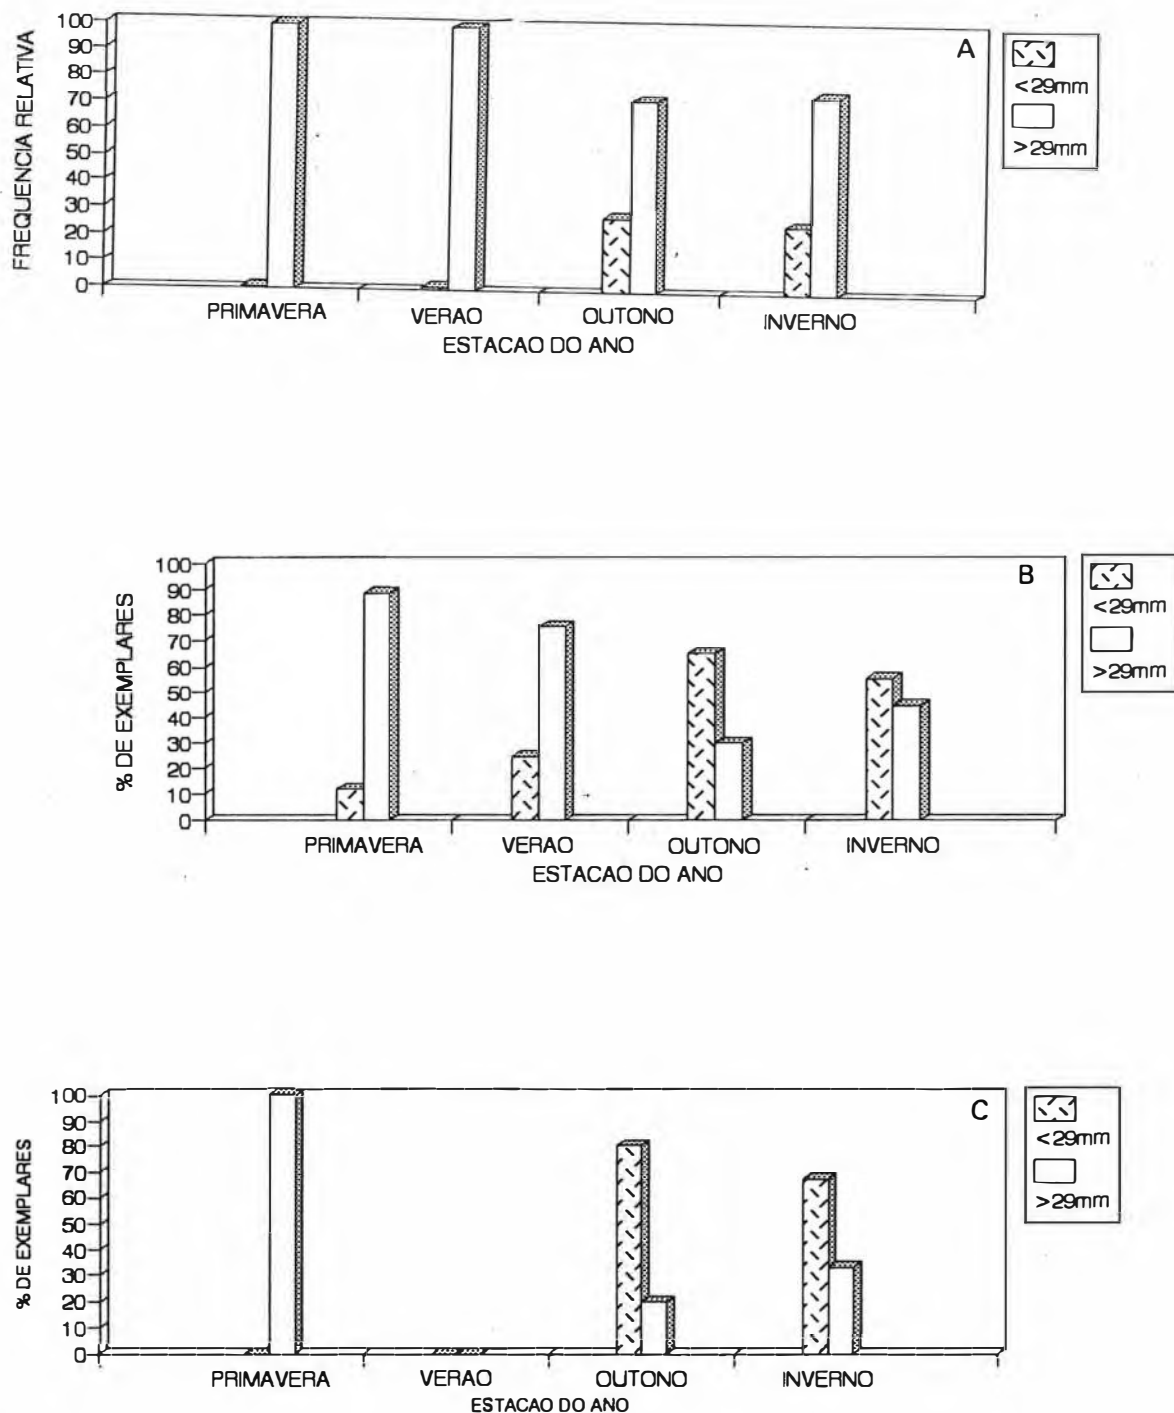 FREQUENCIA RELATIVA
100
90
80
70
60
50
40
30
20
10
0
A
<29mm
>29mm
PRIMAVERA VERAO OUTONO INVERNO
ESTACAO DO ANO
% DE EXEMPLARES
100
90
80
70
60
50
40
30
20
10
0
B
<29mm
>29mm
PRIMAVERA VERÃO OUTONO INVERNO
ESTACAO DO ANO
% DE EXEMPLARES
100
90
80
70
60
50
40
30
20
10
0
C
<29mm
>29mm
PRIMAVERA VERAO OUTONO INVERNO
ESTACAO DO ANO